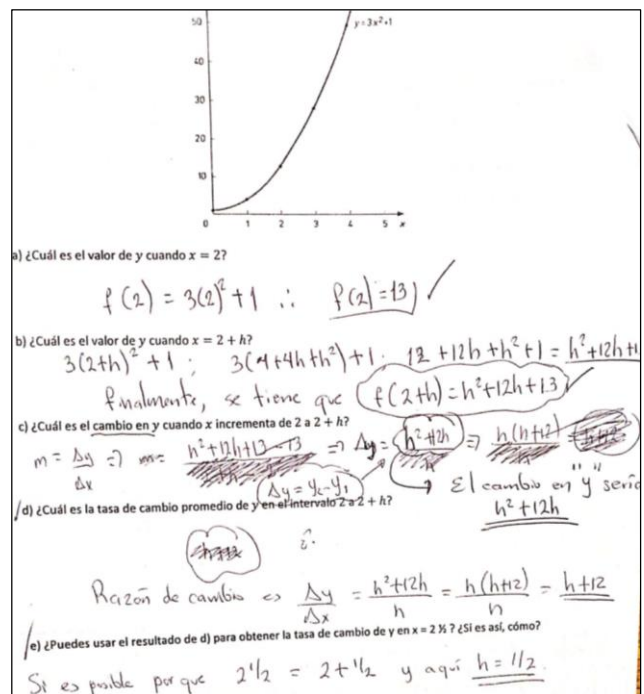 50
y = 3x²+1
40
30
20
10
0 1 2 3 4 5 x
a) ¿Cuál es el valor de y cuando x = 2?
f(2) = 3(2)² + 1 ∴ f(2) = 13
b) ¿Cuál es el valor de y cuando x = 2 + h?
3(2+h)² + 1 ; 3(4+4h+h²)+1. 12 +12h +h²+1 = h²+12h+1
finalmente, se tiene que f(2+h) = h²+12h+13
c) ¿Cuál es el cambio en y cuando x incrementa de 2 a 2 + h?
m = Δy/Δx => m= h²+12h+13-13 => Δy = h²+12h => h(h+12)
Δy = y₂-y₁ El cambio en "y" sería
h²+12h
d) ¿Cuál es la tasa de cambio promedio de y en el intervalo 2 a 2 + h?
Razón de cambio <> Δy/Δx = h²+12h/h = h(h+12)/h = h+12
e) ¿Puedes usar el resultado de d) para obtener la tasa de cambio de y en x = 2 ½ ? ¿Si es así, cómo?
Si es posible porque 2 1/2 = 2+1/2 y aquí h = 1/2.